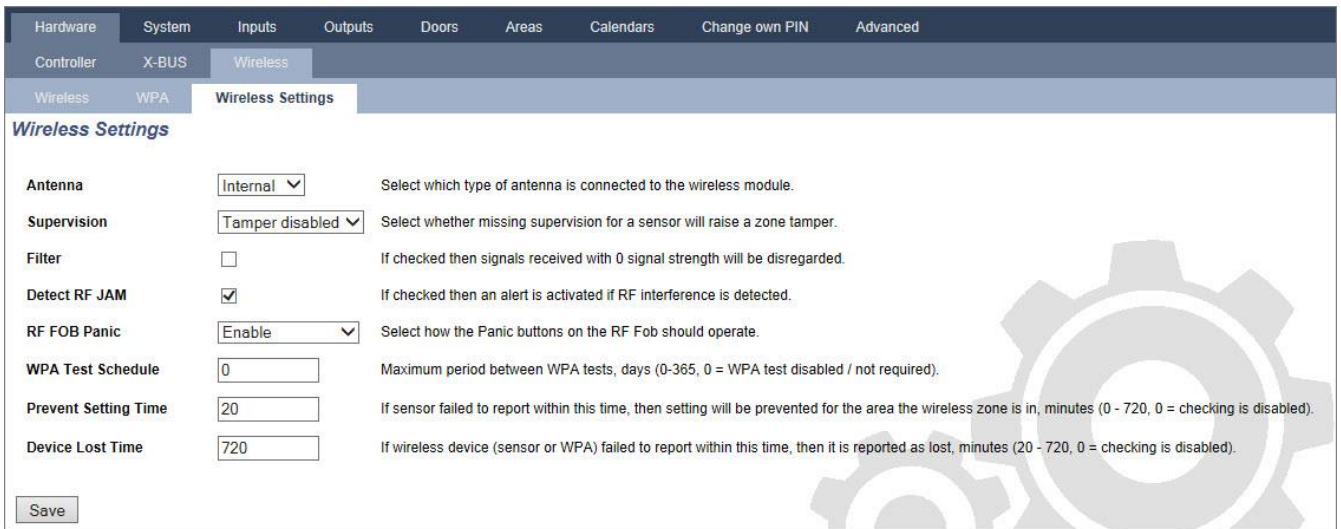 Hardware System Inputs Outputs Doors Areas Calendars Change own PIN Advanced
Controller X-BUS Wireless
Wireless WPA Wireless Settings
Wireless Settings
Antenna Internal Select which type of antenna is connected to the wireless module.
Supervision Tamper disabled Select whether missing supervision for a sensor will raise a zone tamper.
Filter If checked then signals received with 0 signal strength will be disregarded.
Detect RF JAM If checked then an alert is activated if RF interference is detected.
RF FOB Panic Enable Select how the Panic buttons on the RF Fob should operate.
WPA Test Schedule 0 Maximum period between WPA tests, days (0-365, 0 = WPA test disabled / not required).
Prevent Setting Time 20 If sensor failed to report within this time, then setting will be prevented for the area the wireless zone is in, minutes (0 - 720, 0 = checking is disabled).
Device Lost Time 720 If wireless device (sensor or WPA) failed to report within this time, then it is reported as lost, minutes (20 - 720, 0 = checking is disabled).
Save